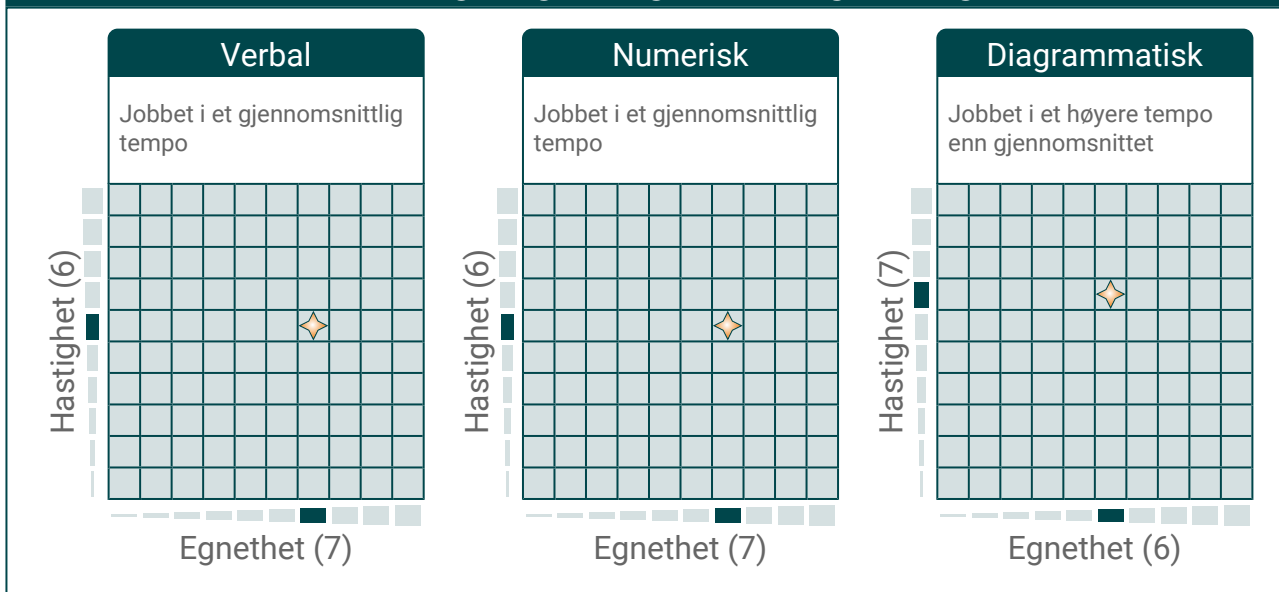 Verbal
Jobbet i et gjennomsnittlig
tempo
Hastighet (6)
Egnethet (7)
Numerisk
Jobbet i et gjennomsnittlig
tempo
Hastighet (6)
Egnethet (7)
Diagrammatisk
Jobbet i et høyere tempo
enn gjennomsnittet
Hastighet (7)
Egnethet (6)